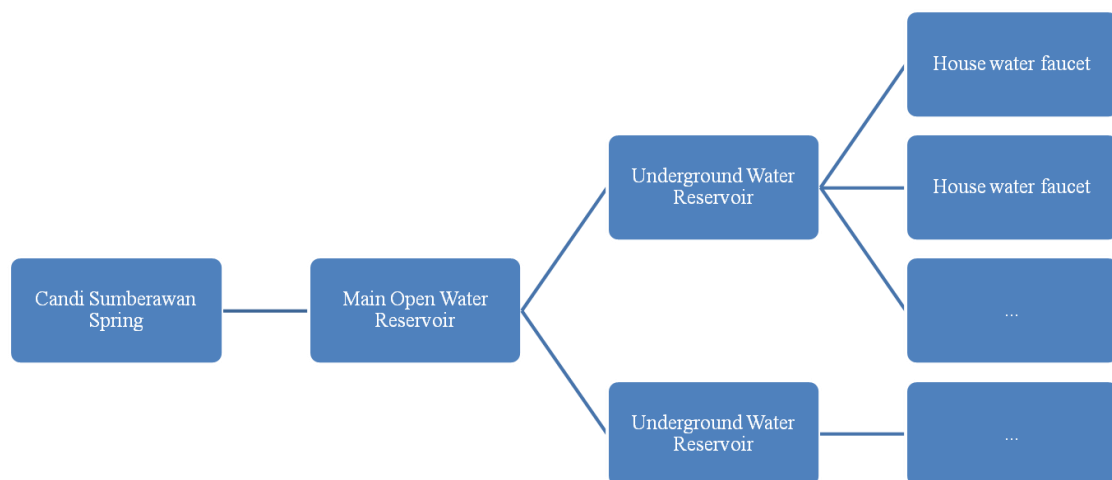 Candi Sumberawan
Spring
Main Open Water
Reservoir
Underground Water
Reservoir
House water faucet
House water faucet
...
Underground Water
Reservoir
...